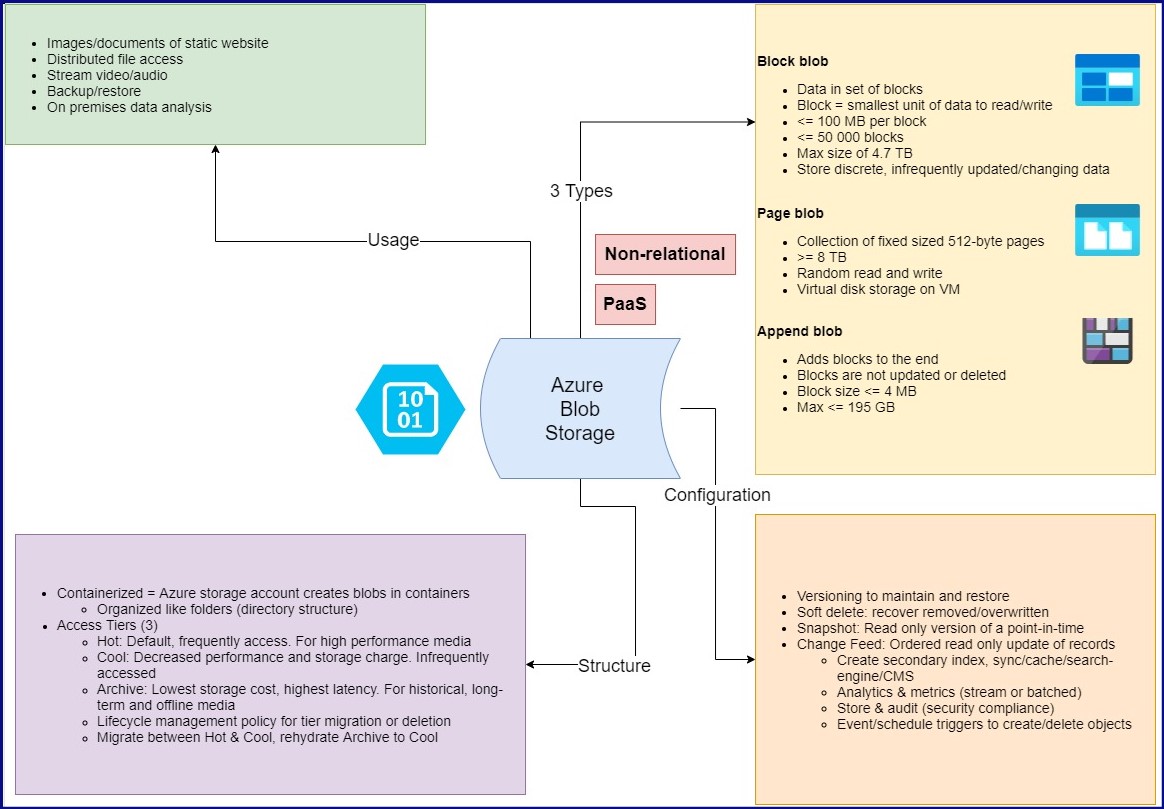 Images/documents of static website
Distributed file access
Stream video/audio
Backup/restore
On premises data analysis
Usage
3 Types
Non-relational
PaaS
Block blob
Data in set of blocks
Block = smallest unit of data to read/write
<= 100 MB per block
<= 50 000 blocks
Max size of 4.7 TB
Store discrete, infrequently updated/changing data
Page blob
Collection of fixed sized 512-byte pages
>= 8 TB
Random read and write
Virtual disk storage on VM
Append blob
Adds blocks to the end
Blocks are not updated or deleted
Block size <= 4 MB
Max <= 195 GB
10
01
Azure
Blob
Storage
Configuration
Structure
Containerized = Azure storage account creates blobs in containers
Organized like folders (directory structure)
Access Tiers (3)
Hot: Default, frequently access. For high performance media
Cool: Decreased performance and storage charge. Infrequently
accessed
Archive: Lowest storage cost, highest latency. For historical, long-
term and offline media
Lifecycle management policy for tier migration or deletion
Migrate between Hot & Cool, rehydrate Archive to Cool
Versioning to maintain and restore
Soft delete: recover removed/overwritten
Snapshot: Read only version of a point-in-time
Change Feed: Ordered read only update of records
Create secondary index, sync/cache/search-
engine/CMS
Analytics & metrics (stream or batched)
Store & audit (security compliance)
Event/schedule triggers to create/delete objects